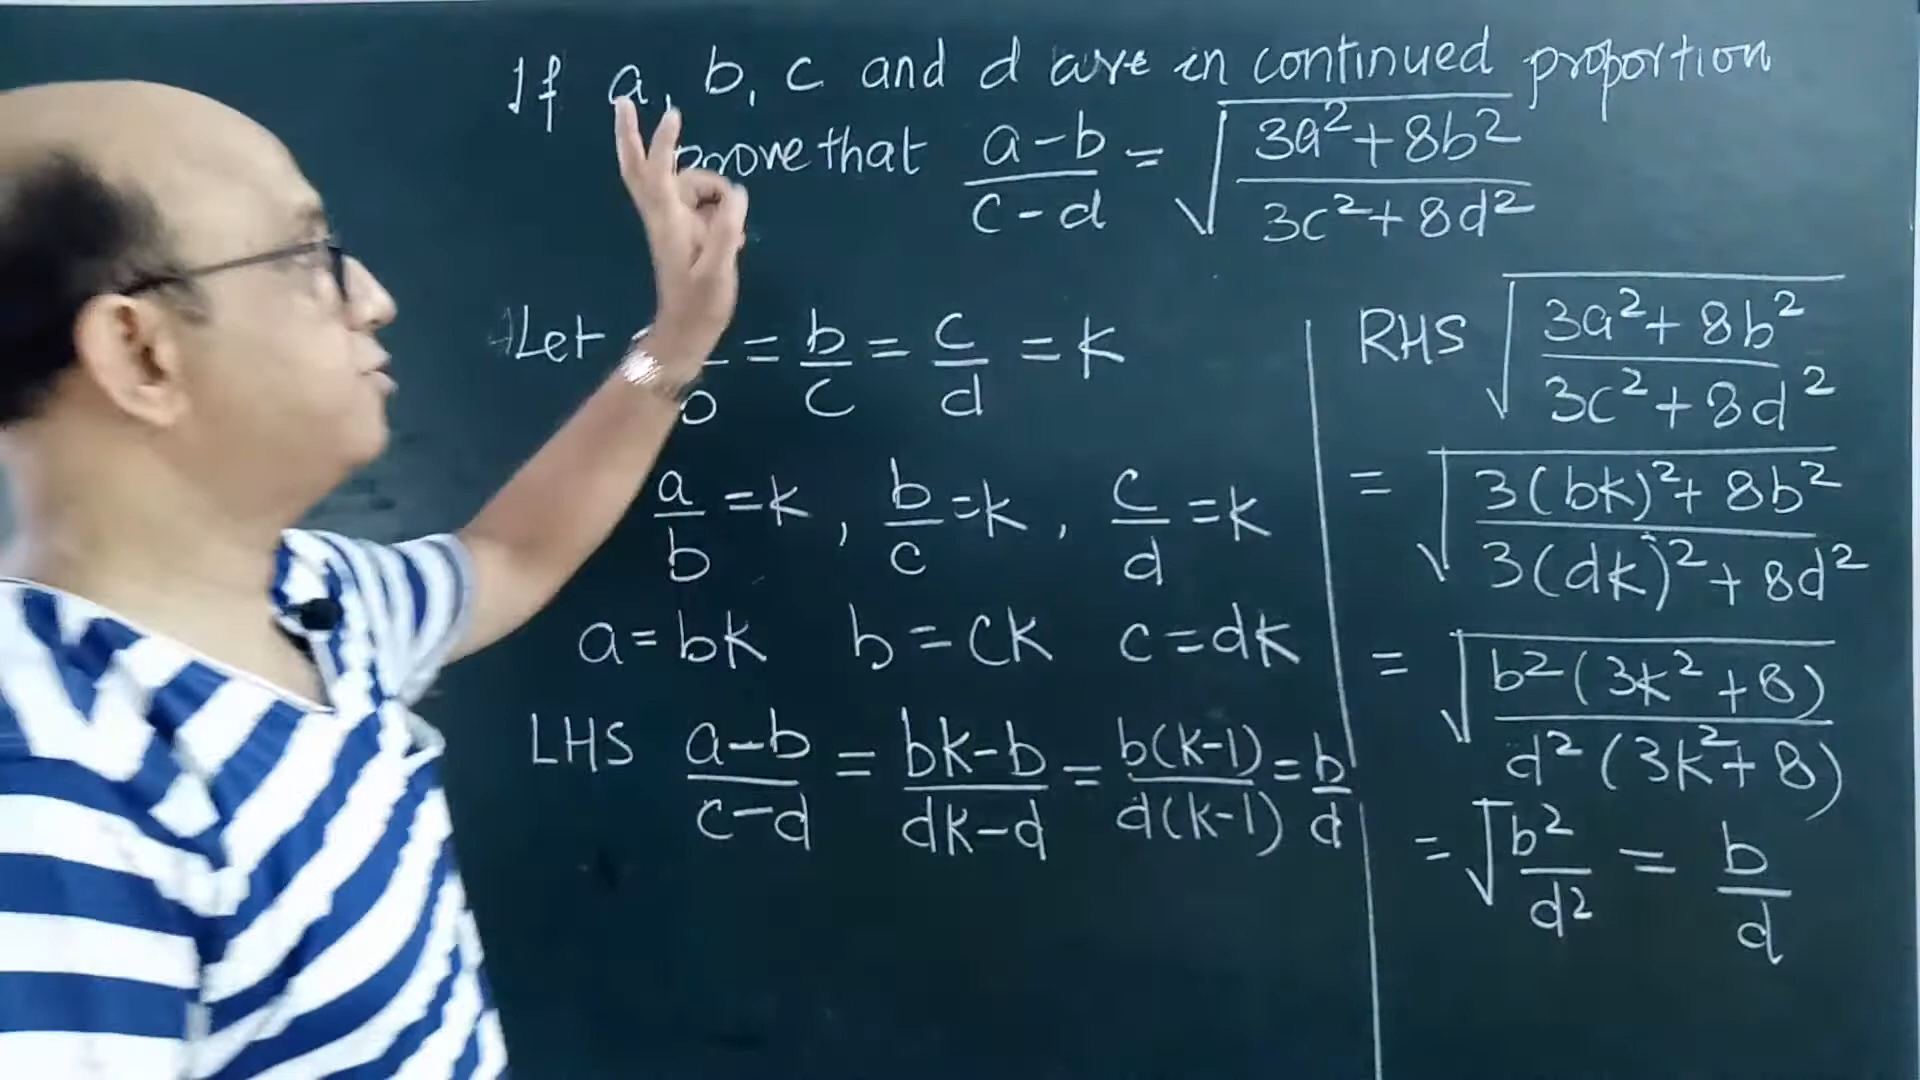 If a, b, c and d are in continued proportion
prove that (a-b)/(c-d) = √((3a²+8b²)/(3c²+8d²))
Let = b/c = c/d = k
a/b = k , b/c = k , c/d = k
a = bk b = ck c = dk
LHS (a-b)/(c-d) = (bk-b)/(dk-d) = b(k-1)/d(k-1) = b/d
RHS √((3a²+8b²)/(3c²+8d²))
= √((3(bk)²+8b²)/(3(dk)²+8d²))
= √(b²(3k²+8)/d²(3k²+8))
= √(b²/d²) = b/d